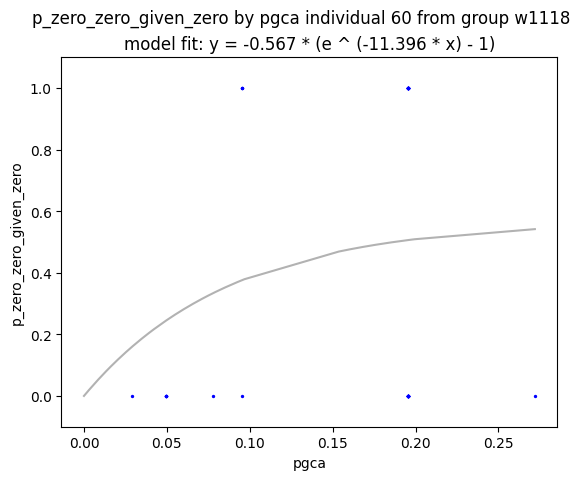 p_zero_zero_given_zero by pgca individual 60 from group w1118
model fit: y = -0.567 * (e ^ (-11.396 * x) - 1)
1.0
0.8
0.6
0.4
0.2
0.0
p_zero_zero_given_zero
0.00 0.05 0.10 0.15 0.20 0.25
pgca